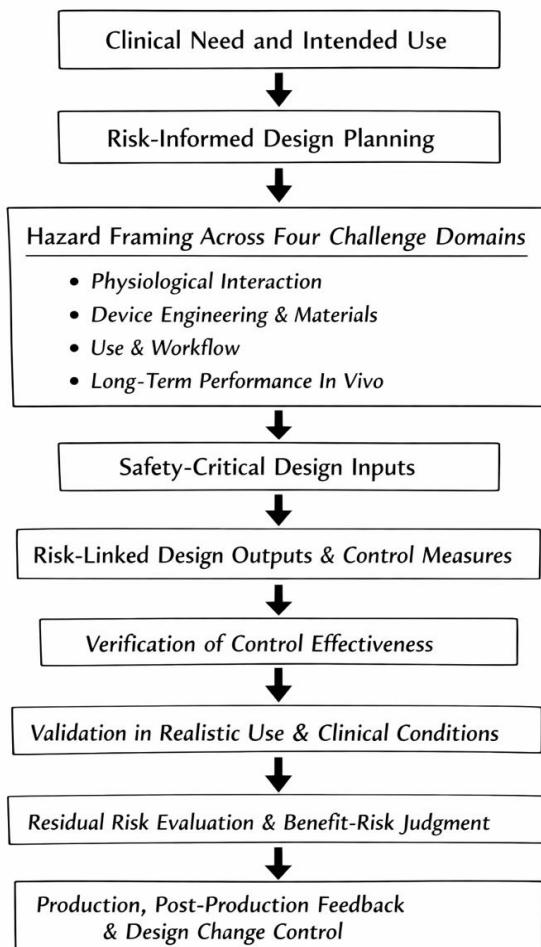 Clinical Need and Intended Use
Risk-Informed Design Planning
Hazard Framing Across Four Challenge Domains
• Physiological Interaction
• Device Engineering & Materials
• Use & Workflow
• Long-Term Performance In Vivo
Safety-Critical Design Inputs
Risk-Linked Design Outputs & Control Measures
Verification of Control Effectiveness
Validation in Realistic Use & Clinical Conditions
Residual Risk Evaluation & Benefit-Risk Judgment
Production, Post-Production Feedback
& Design Change Control